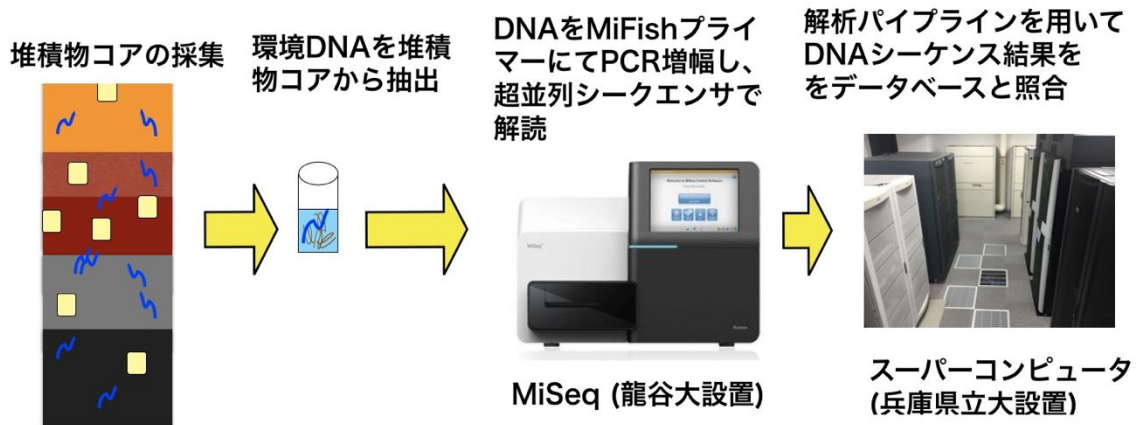 堆積物コアの採集
環境DNAを堆積
物コアから抽出
DNAをMiFishプライ
マーにてPCR増幅し、
超並列シークエンサで
解読
解析パイプラインを用いて
DNAシーケンス結果を
をデータベースと照合
MiSeq
MiSeq (龍谷大設置)
スーパーコンピュータ
(兵庫県立大設置)